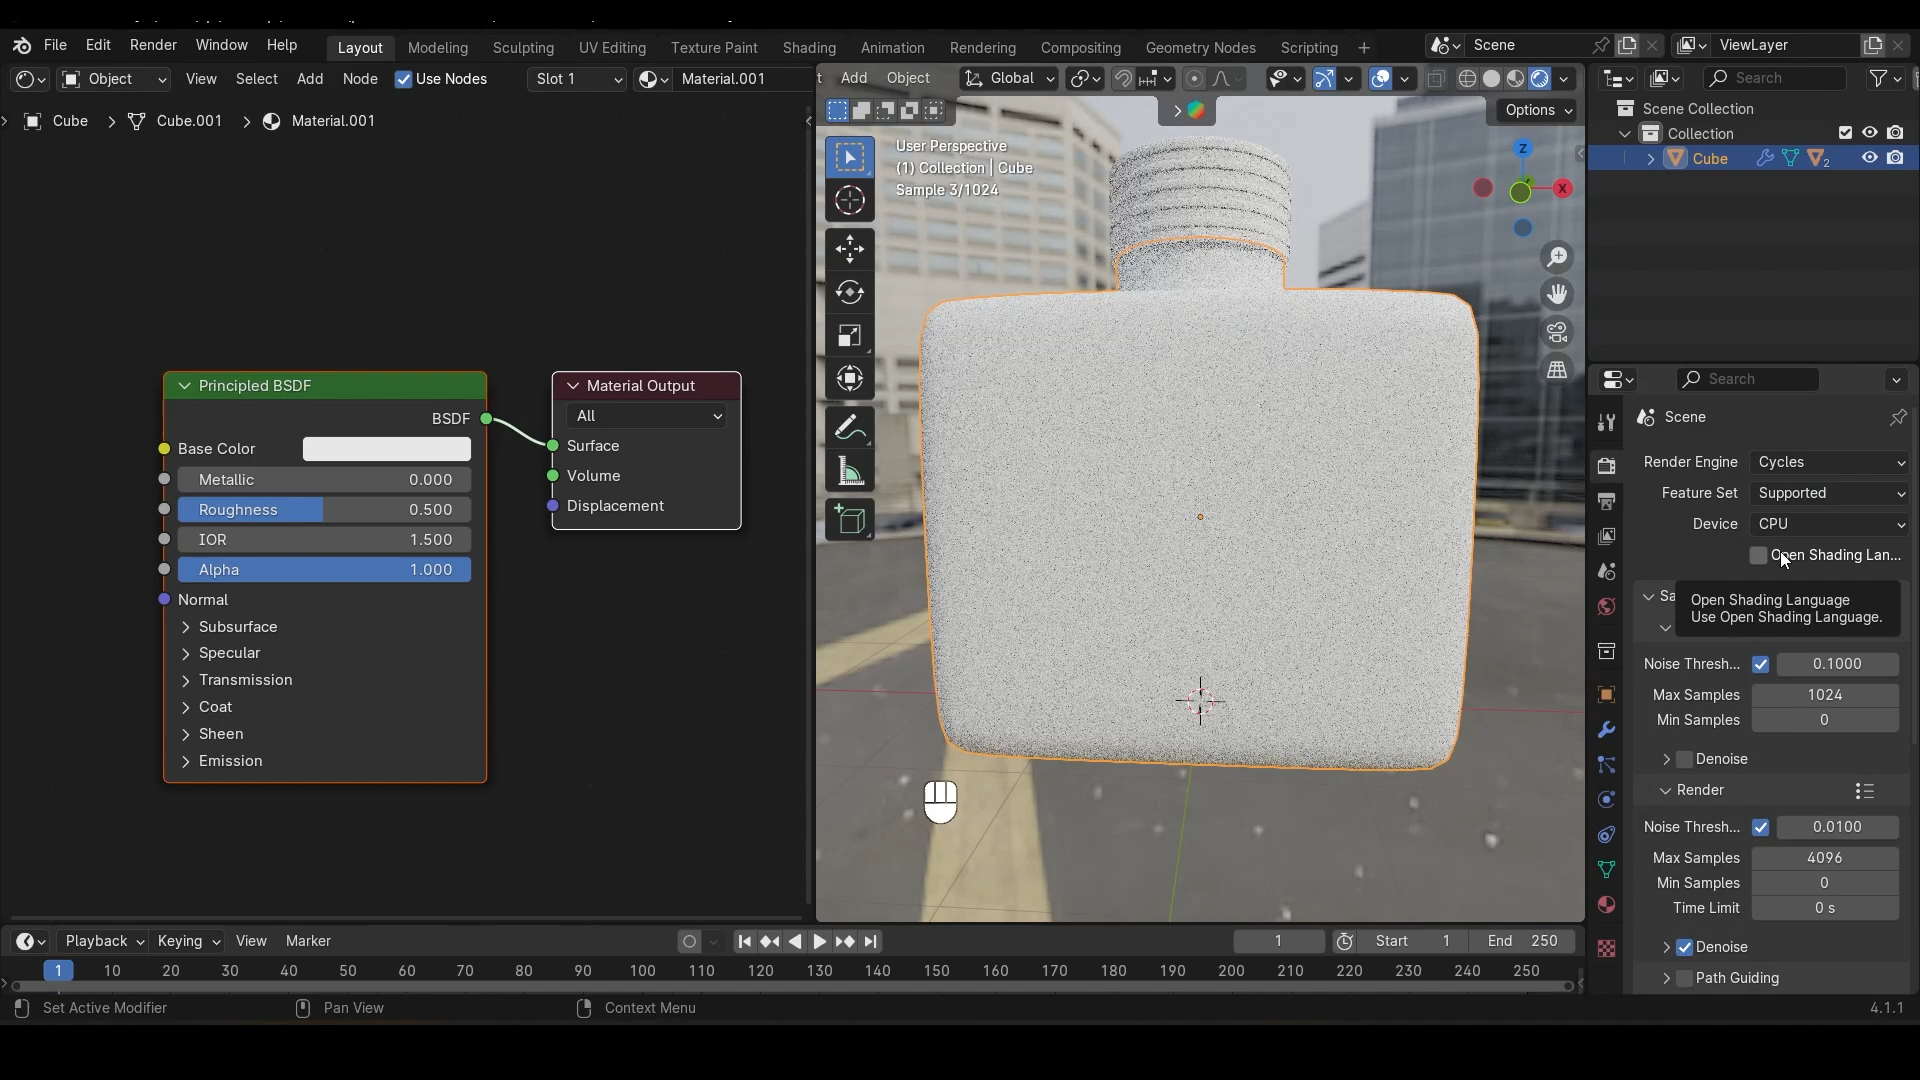 File Edit Render Window Help Layout Modeling Sculpting UV Editing Texture Paint Shading Animation Rendering Compositing Geometry Nodes Scripting Scene ViewLayer
Object View Select Add Node Use Nodes Slot 1 Material.001
Add Object Global Search
Cube Cube.001 Material.001
Options
User Perspective
(1) Collection | Cube
Sample 3/1024
Z
X
Scene Collection
Collection
Cube 2
Principled BSDF
BSDF
Base Color
Metallic 0.000
Roughness 0.500
IOR 1.500
Alpha 1.000
Normal
Subsurface
Specular
Transmission
Coat
Sheen
Emission
Material Output
All
Surface
Volume
Displacement
Search
Scene
Render Engine Cycles
Feature Set Supported
Device CPU
Open Shading Lan...
Open Shading Language
Use Open Shading Language.
Noise Thresh... 0.1000
Max Samples 1024
Min Samples 0
Denoise
Render
Noise Thresh... 0.0100
Max Samples 4096
Min Samples 0
Time Limit 0 s
Denoise
Path Guiding
Playback Keying View Marker 1 Start 1 End 250
1 10 20 30 40 50 60 70 80 90 100 110 120 130 140 150 160 170 180 190 200 210 220 230 240 250
Set Active Modifier Pan View Context Menu 4.1.1